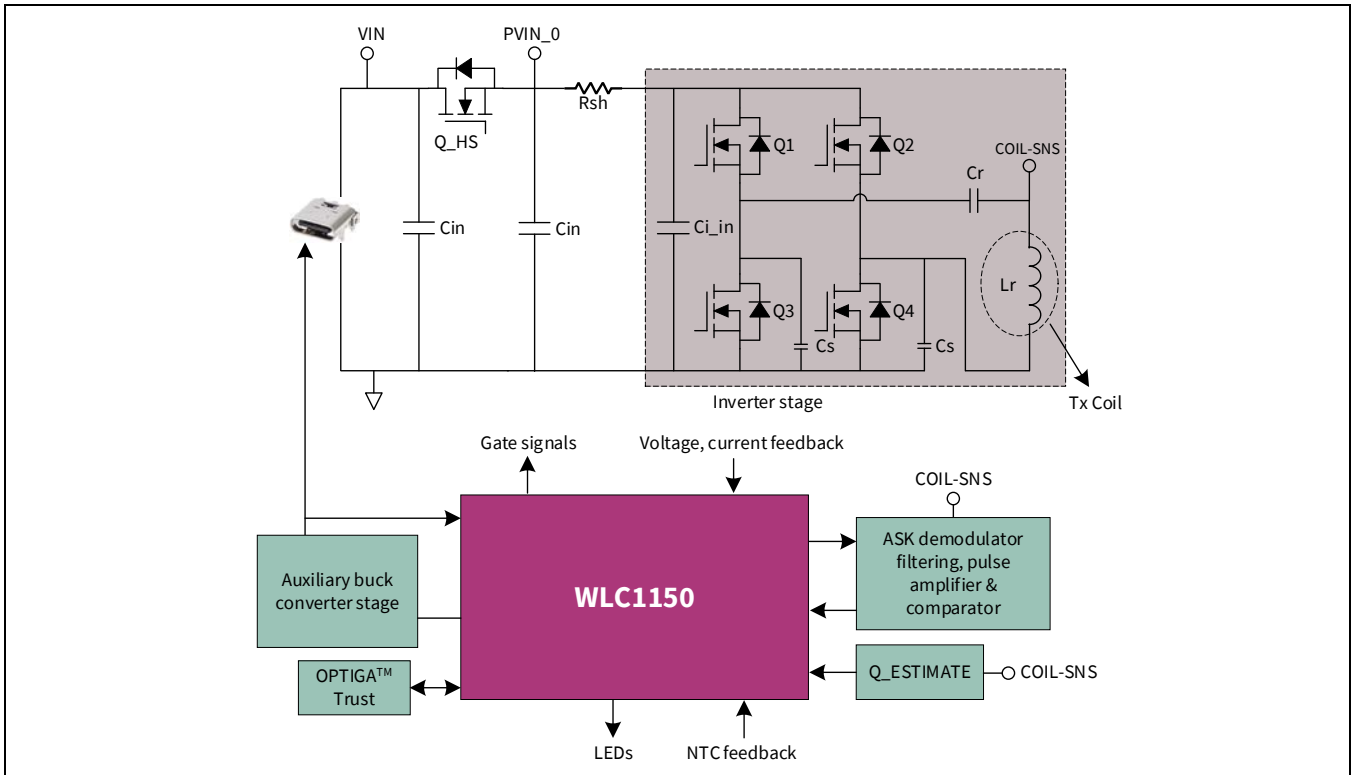 VIN
PVIN_0
Rsh
Q_HS
Q1
Q2
COIL-SNS
Cr
Cin
Cin
Ci_in
Lr
Q3
Q4
Cs
Cs
Inverter stage
Tx Coil
Gate signals
Voltage, current feedback
COIL-SNS
Auxiliary buck
converter stage
WLC1150
ASK demodulator
filtering, pulse
amplifier &
comparator
OPTIGA™
Trust
Q_ESTIMATE
COIL-SNS
LEDs
NTC feedback